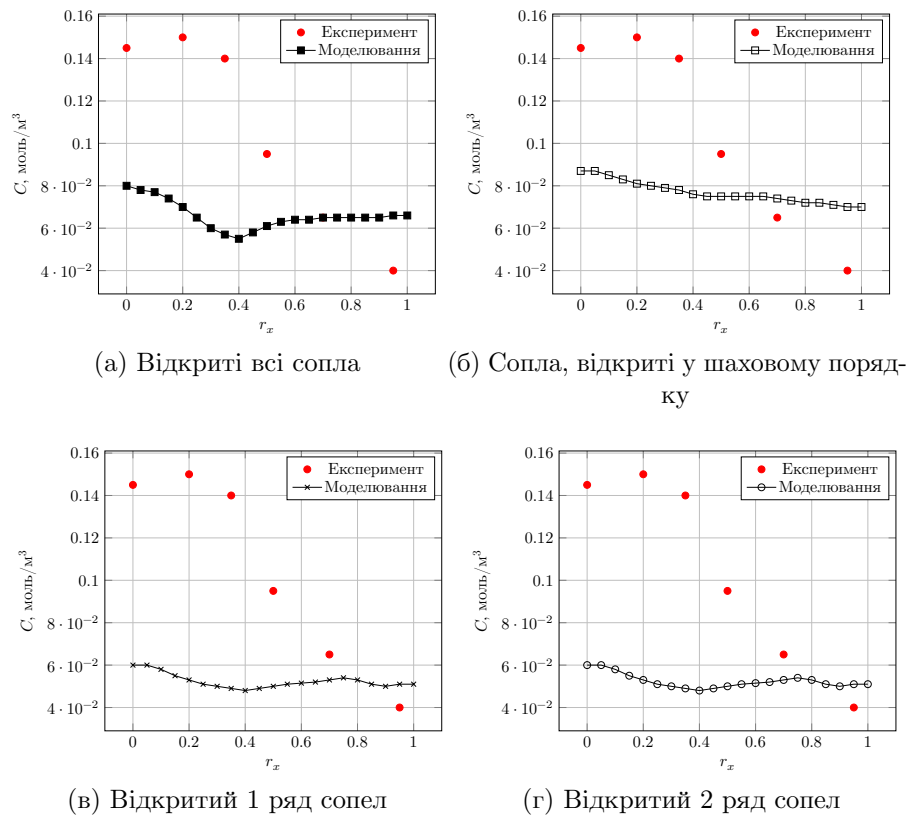 0.16
0.14
0.12
0.1
8 · 10⁻²
6 · 10⁻²
4 · 10⁻²
C, моль/м³
Експеримент
Моделювання
0 0.2 0.4 0.6 0.8 1
rₓ
(а) Відкриті всі сопла
0.16
0.14
0.12
0.1
8 · 10⁻²
6 · 10⁻²
4 · 10⁻²
C, моль/м³
Експеримент
Моделювання
0 0.2 0.4 0.6 0.8 1
rₓ
(б) Сопла, відкриті у шаховому поряд-
ку
0.16
0.14
0.12
0.1
8 · 10⁻²
6 · 10⁻²
4 · 10⁻²
C, моль/м³
Експеримент
Моделювання
0 0.2 0.4 0.6 0.8 1
rₓ
(в) Відкритий 1 ряд сопел
0.16
0.14
0.12
0.1
8 · 10⁻²
6 · 10⁻²
4 · 10⁻²
C, моль/м³
Експеримент
Моделювання
0 0.2 0.4 0.6 0.8 1
rₓ
(г) Відкритий 2 ряд сопел